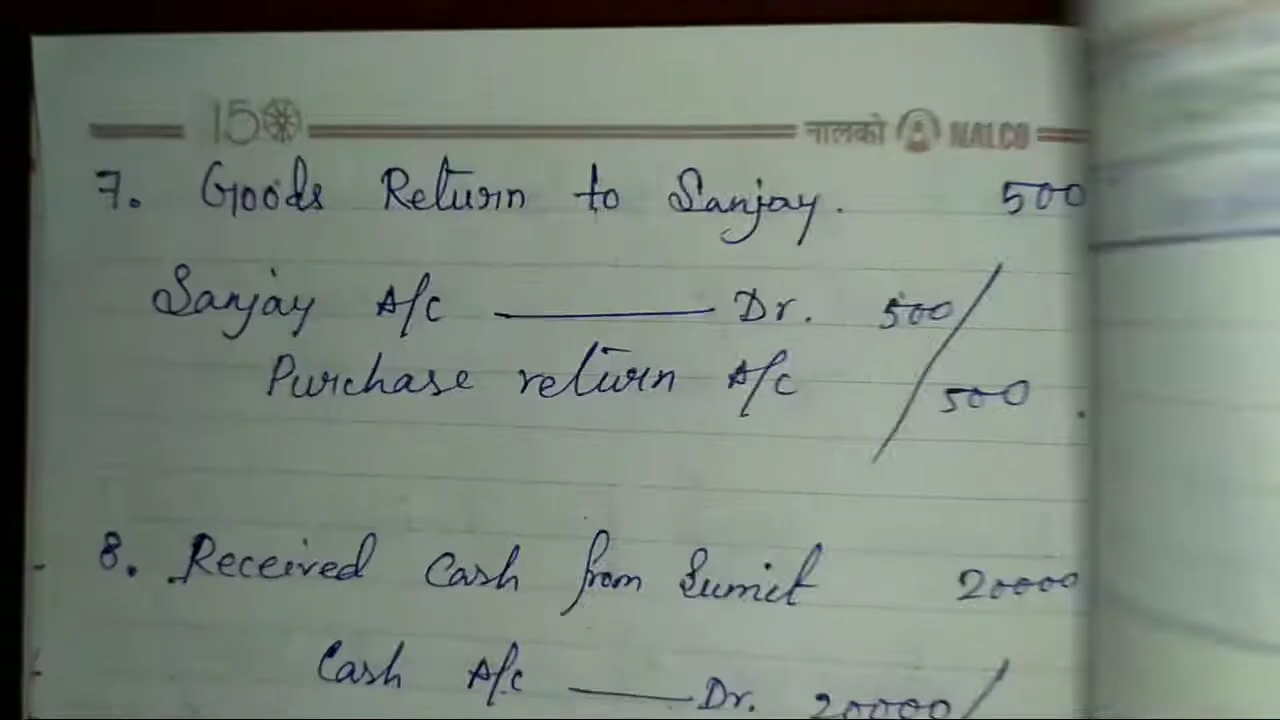 150 नालको NALCO
7. Goods Return to Sanjay. 500
Sanjay A/c ——— Dr. 500/
Purchase return A/c /500
8. Received Cash from Sumit 20000
Cash A/c ——— Dr. 20000/